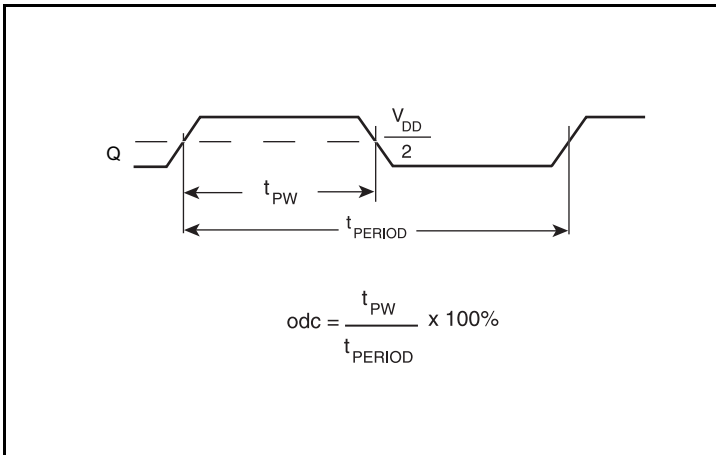 V_DD
Q
2
t_PW
t_PERIOD
t_PW
odc = x 100%
t_PERIOD